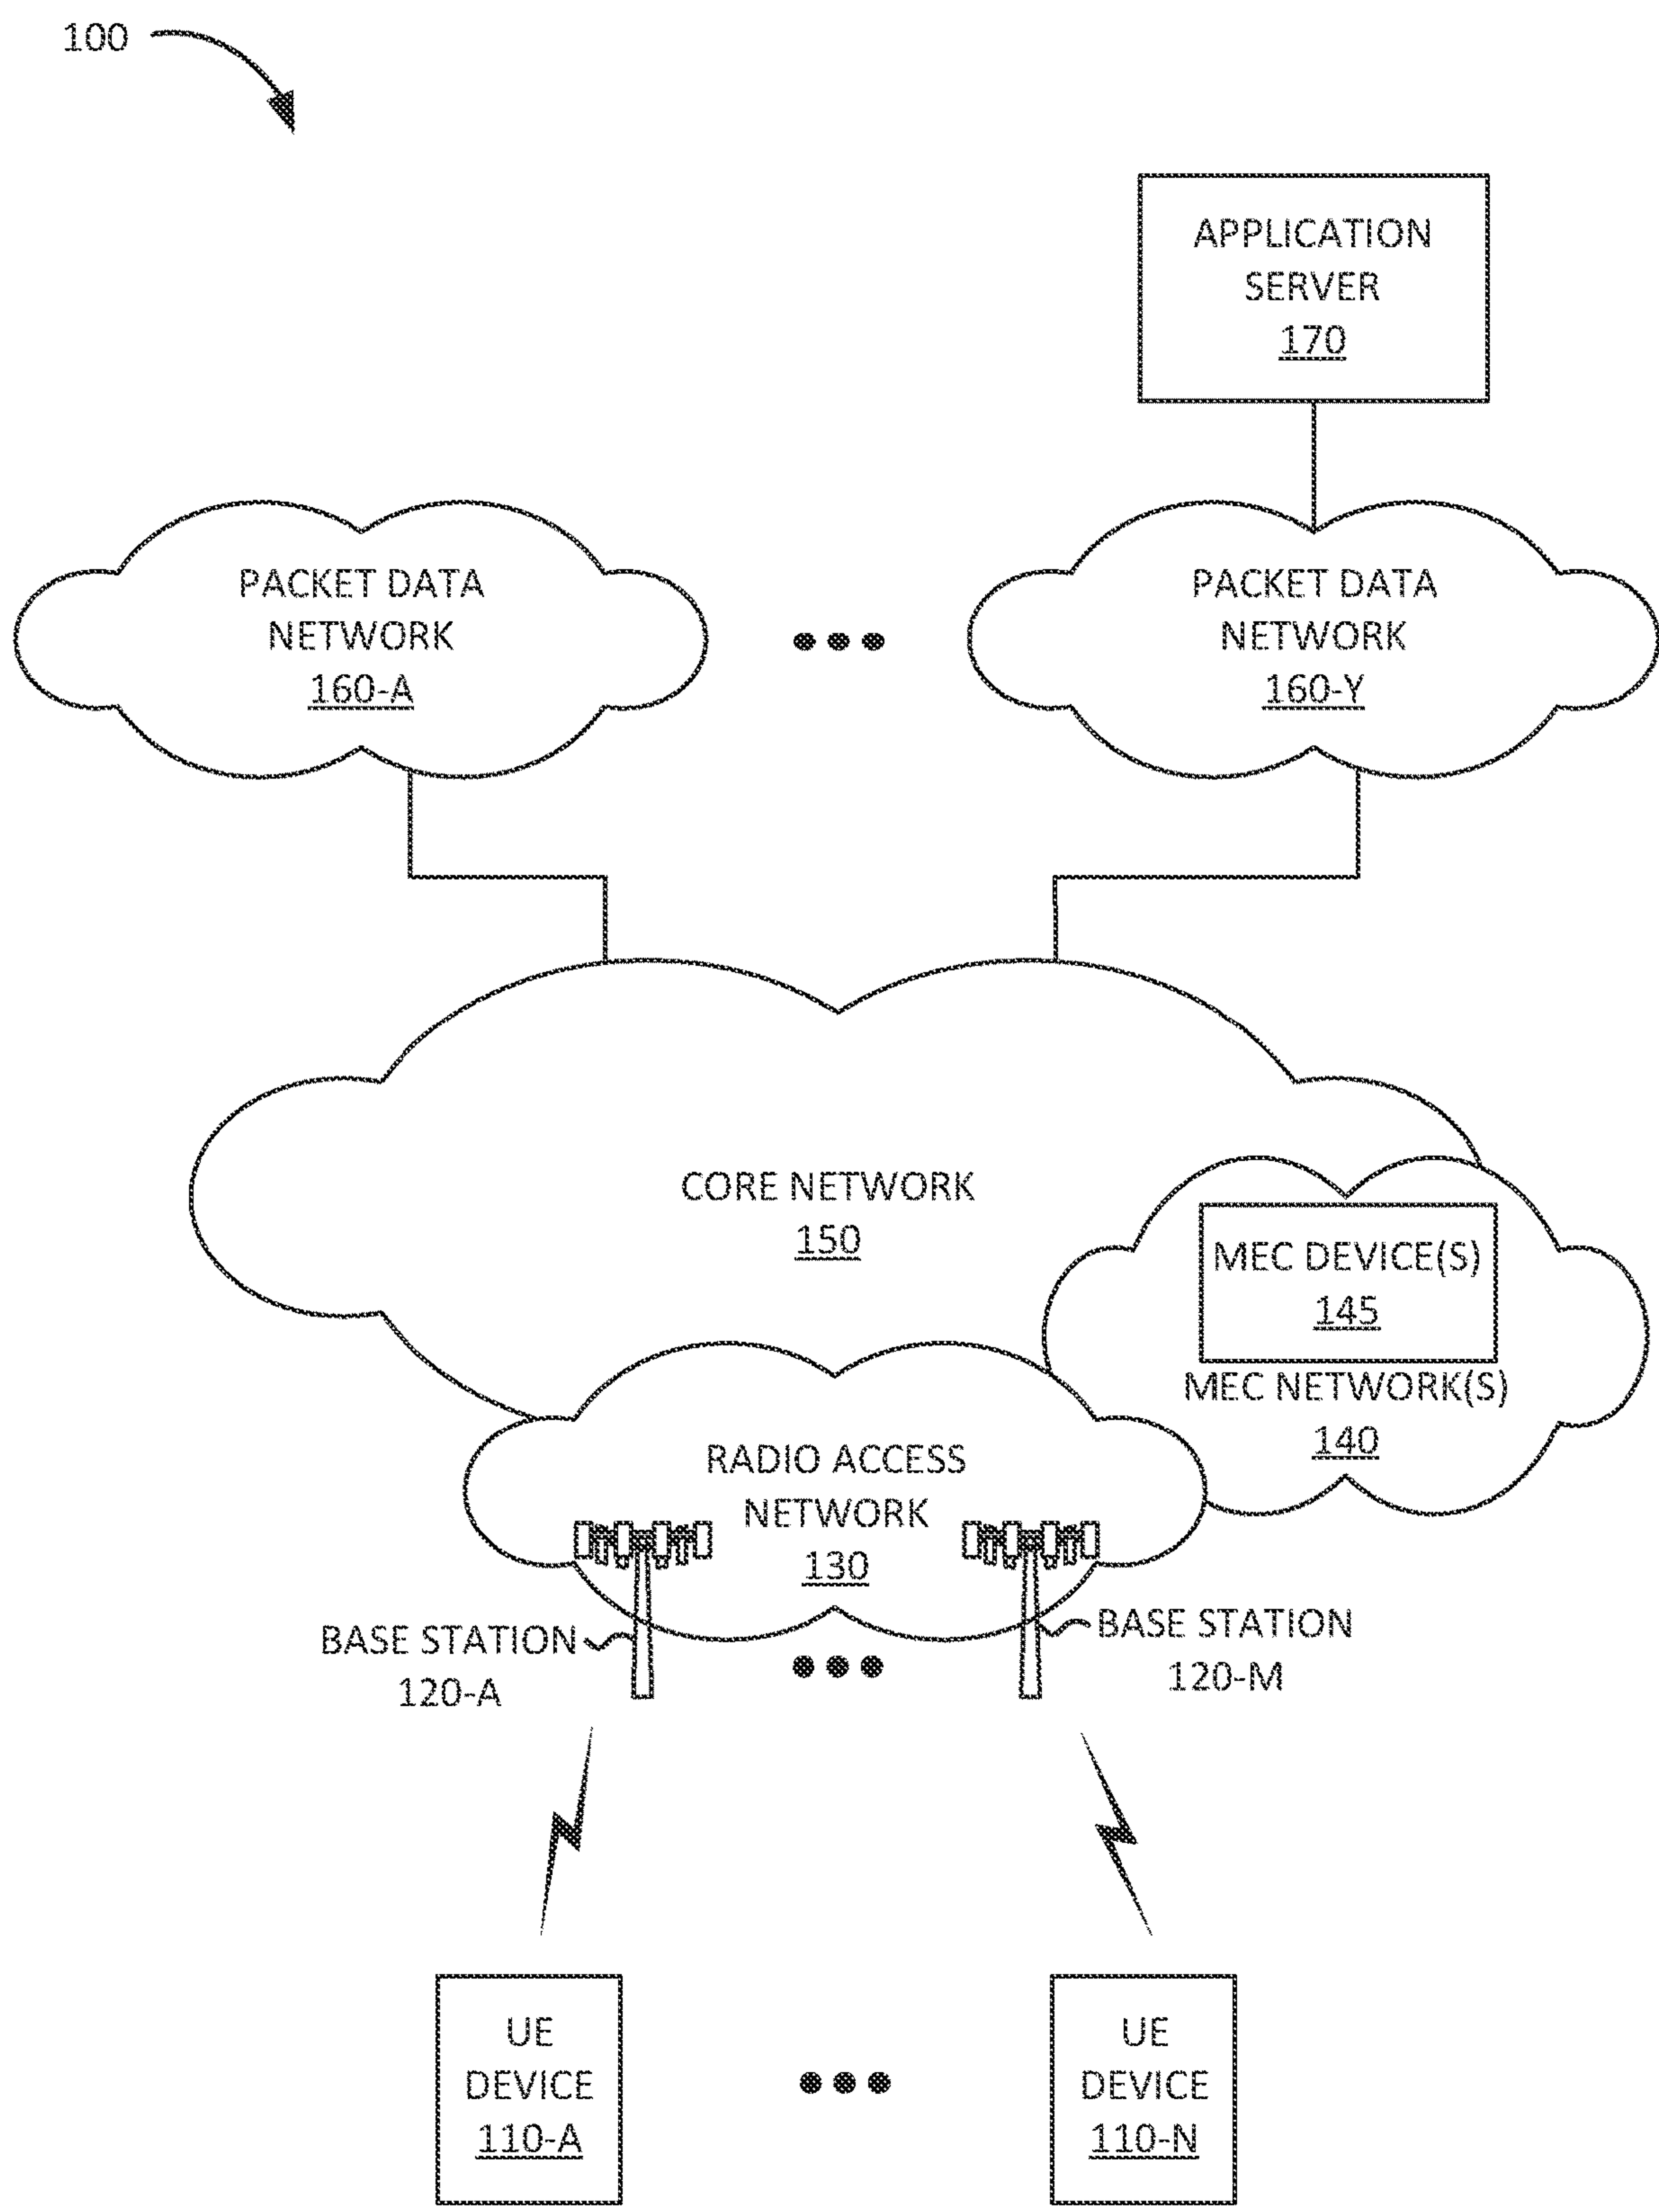 100
APPLICATION
SERVER
170
PACKET DATA
NETWORK
160-A
PACKET DATA
NETWORK
160-Y
CORE NETWORK
150
MEC DEVICE(S)
145
MEC NETWORK(S)
140
RADIO ACCESS
NETWORK
130
BASE STATION
120-A
BASE STATION
120-M
UE
DEVICE
110-A
UE
DEVICE
110-N